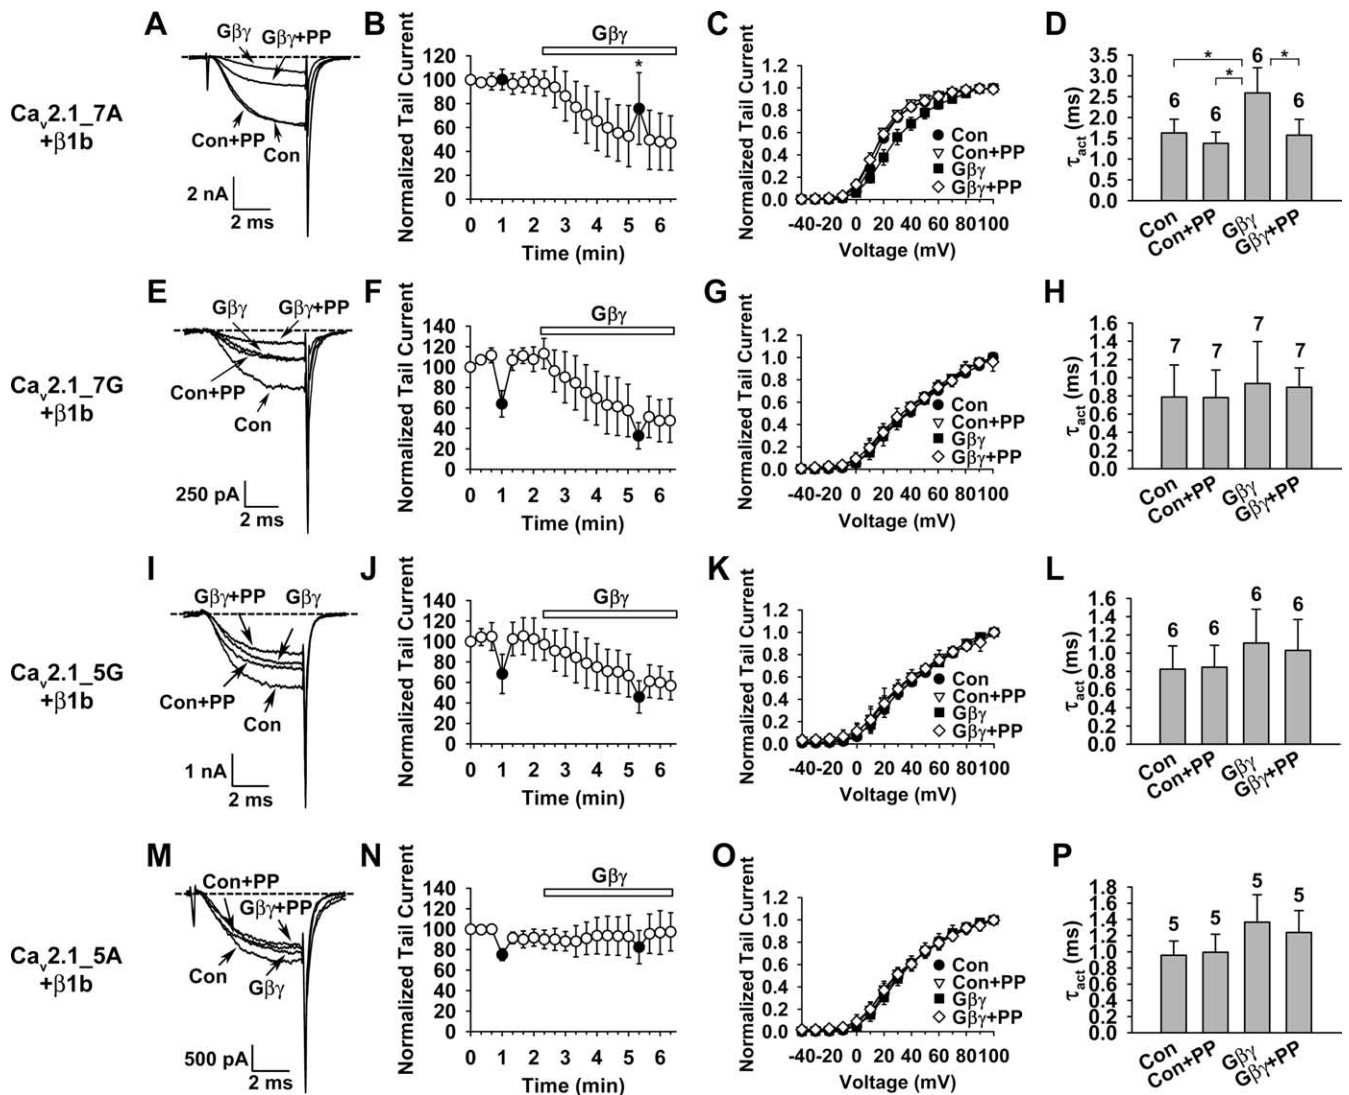 A
Gβγ
Gβγ+PP
Con+PP
Con
2 nA
2 ms
Cav2.1_7A
+β1b
B
Gβγ
*
Normalized Tail Current
120
100
80
60
40
20
0
0 1 2 3 4 5 6
Time (min)
C
Normalized Tail Current
1.2
1.0
0.8
0.6
0.4
0.2
0.0
Con
Con+PP
Gβγ
Gβγ+PP
-40 -20 0 20 40 60 80 100
Voltage (mV)
D
τact (ms)
3.5
3.0
2.5
2.0
1.5
1.0
0.5
0.0
* * *
6 6 6 6
Con Con+PP Gβγ Gβγ+PP
E
Gβγ
Gβγ+PP
Con+PP
Con
250 pA
2 ms
Cav2.1_7G
+β1b
F
Gβγ
Normalized Tail Current
140
120
100
80
60
40
20
0
0 1 2 3 4 5 6
Time (min)
G
Normalized Tail Current
1.2
1.0
0.8
0.6
0.4
0.2
0.0
Con
Con+PP
Gβγ
Gβγ+PP
-40 -20 0 20 40 60 80 100
Voltage (mV)
H
τact (ms)
1.6
1.4
1.2
1.0
0.8
0.6
0.4
0.2
0.0
7 7 7 7
Con Con+PP Gβγ Gβγ+PP
I
Gβγ+PP
Gβγ
Con+PP
Con
1 nA
2 ms
Cav2.1_5G
+β1b
J
Gβγ
Normalized Tail Current
140
120
100
80
60
40
20
0
0 1 2 3 4 5 6
Time (min)
K
Normalized Tail Current
1.2
1.0
0.8
0.6
0.4
0.2
0.0
Con
Con+PP
Gβγ
Gβγ+PP
-40 -20 0 20 40 60 80 100
Voltage (mV)
L
τact (ms)
1.6
1.4
1.2
1.0
0.8
0.6
0.4
0.2
0.0
6 6 6 6
Con Con+PP Gβγ Gβγ+PP
M
Con+PP
Gβγ+PP
Con
Gβγ
500 pA
2 ms
Cav2.1_5A
+β1b
N
Gβγ
Normalized Tail Current
140
120
100
80
60
40
20
0
0 1 2 3 4 5 6
Time (min)
O
Normalized Tail Current
1.2
1.0
0.8
0.6
0.4
0.2
0.0
Con
Con+PP
Gβγ
Gβγ+PP
-40 -20 0 20 40 60 80 100
Voltage (mV)
P
τact (ms)
1.8
1.6
1.4
1.2
1.0
0.8
0.6
0.4
0.2
0.0
5 5 5 5
Con Con+PP Gβγ Gβγ+PP